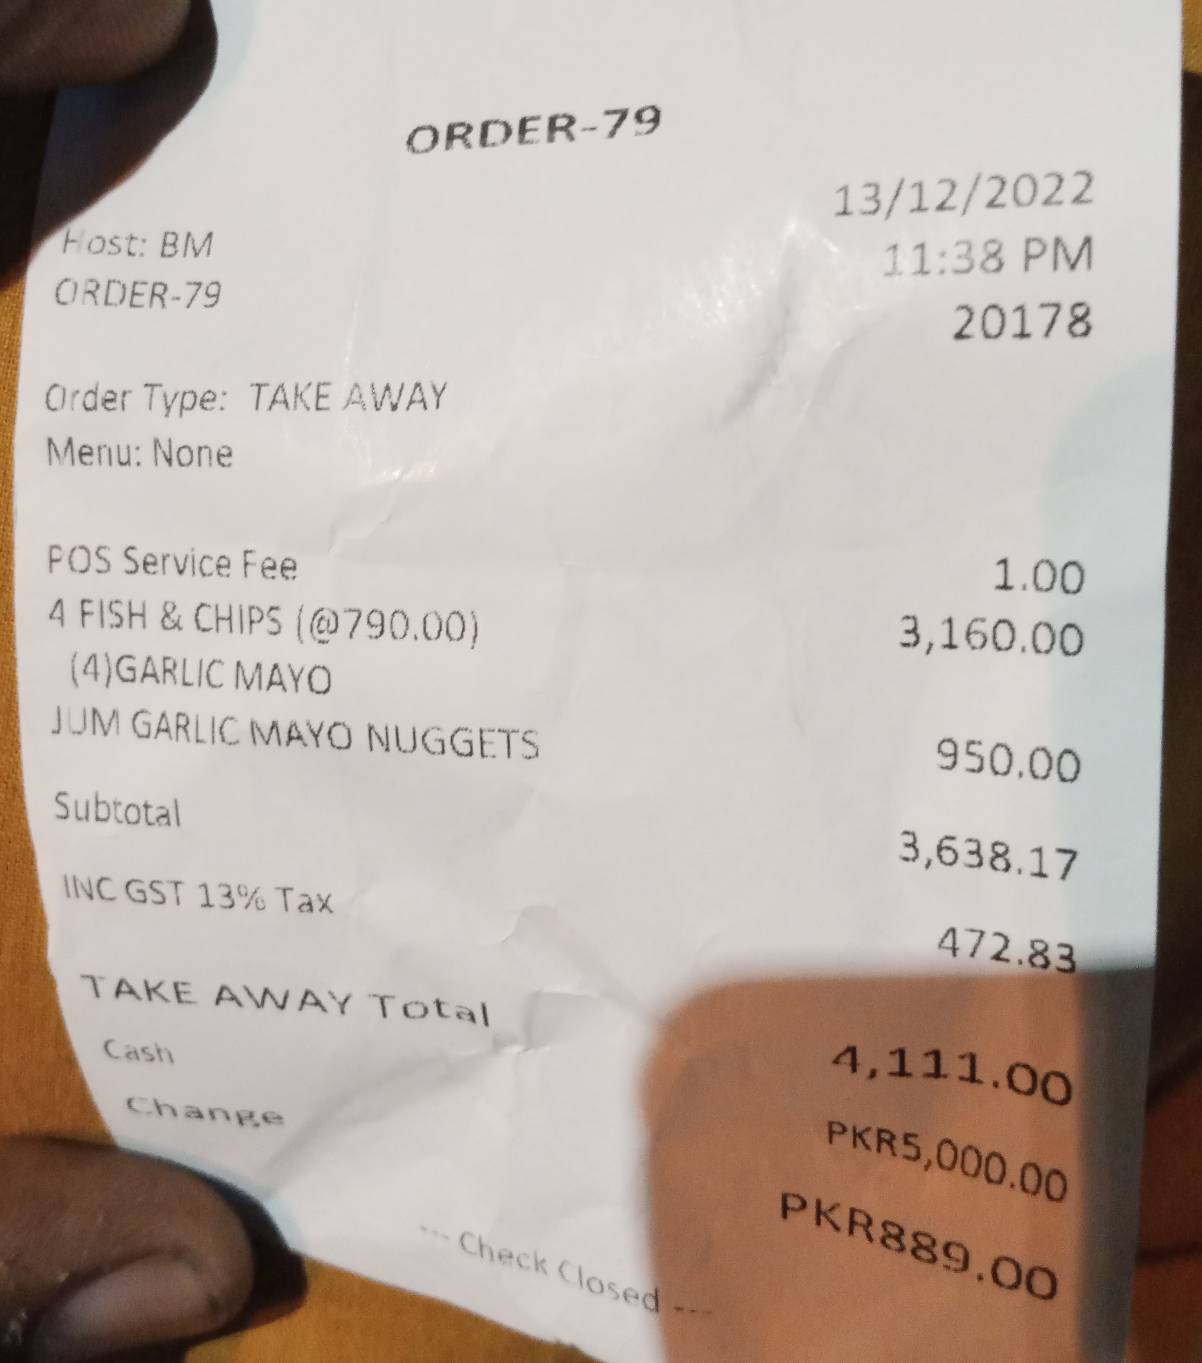 ORDER-79
13/12/2022
Host: BM
11:38 PM
ORDER-79
20178
Order Type: TAKE AWAY
Menu: None
POS Service Fee 1.00
4 FISH & CHIPS (@790.00) 3,160.00
(4)GARLIC MAYO
JUM GARLIC MAYO NUGGETS 950.00
Subtotal 3,638.17
INC GST 13% Tax 472.83
TAKE AWAY Total 4,111.00
Cash PKR5,000.00
Change PKR889.00
--- Check Closed ---